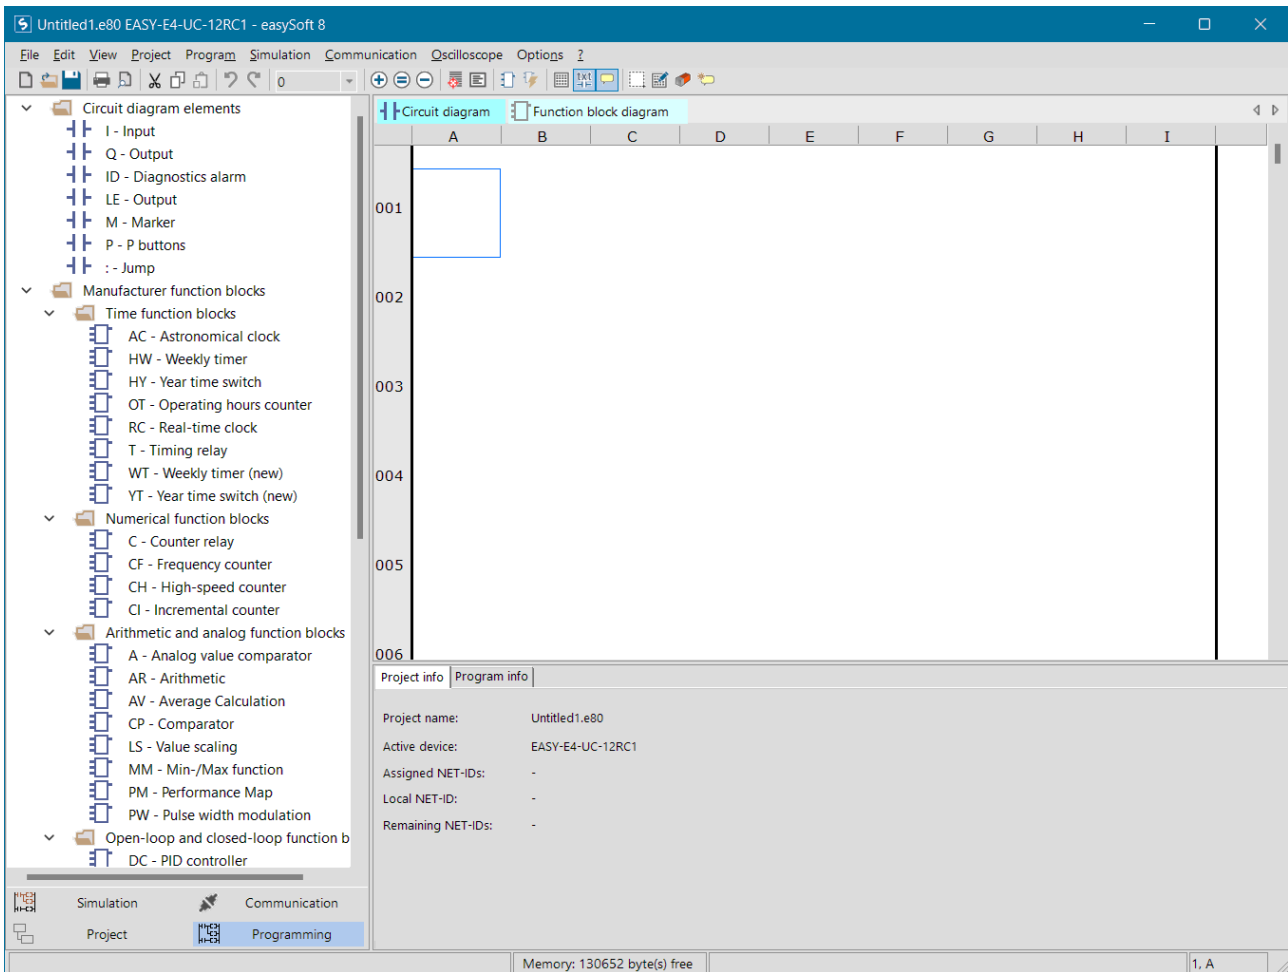 Untitled1.e80 EASY-E4-UC-12RC1 - easySoft 8
File Edit View Project Program Simulation Communication Oscilloscope Options ?
0
Circuit diagram elements
I - Input
Q - Output
ID - Diagnostics alarm
LE - Output
M - Marker
P - P buttons
: - Jump
Manufacturer function blocks
Time function blocks
AC - Astronomical clock
HW - Weekly timer
HY - Year time switch
OT - Operating hours counter
RC - Real-time clock
T - Timing relay
WT - Weekly timer (new)
YT - Year time switch (new)
Numerical function blocks
C - Counter relay
CF - Frequency counter
CH - High-speed counter
CI - Incremental counter
Arithmetic and analog function blocks
A - Analog value comparator
AR - Arithmetic
AV - Average Calculation
CP - Comparator
LS - Value scaling
MM - Min-/Max function
PM - Performance Map
PW - Pulse width modulation
Open-loop and closed-loop function b
DC - PID controller
Simulation Communication
Project Programming
Circuit diagram Function block diagram
A B C D E F G H I
001
002
003
004
005
006
Project info Program info
Project name: Untitled1.e80
Active device: EASY-E4-UC-12RC1
Assigned NET-IDs: -
Local NET-ID: -
Remaining NET-IDs: -
Memory: 130652 byte(s) free 1, A